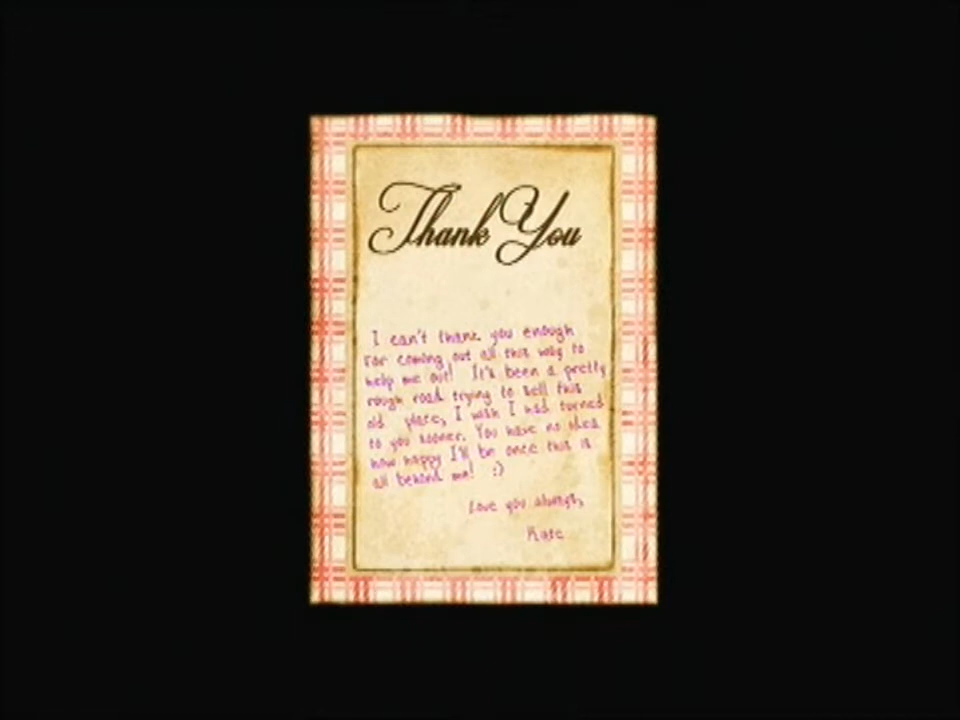 Thank You
I can't thank you enough
for coming out all this way to
help me out! It's been a pretty
rough road trying to sell this
old place, I wish I had turned
to you sooner. You have no idea
how happy I'll be once this is
all behind me! :)
Love you always,
Kate